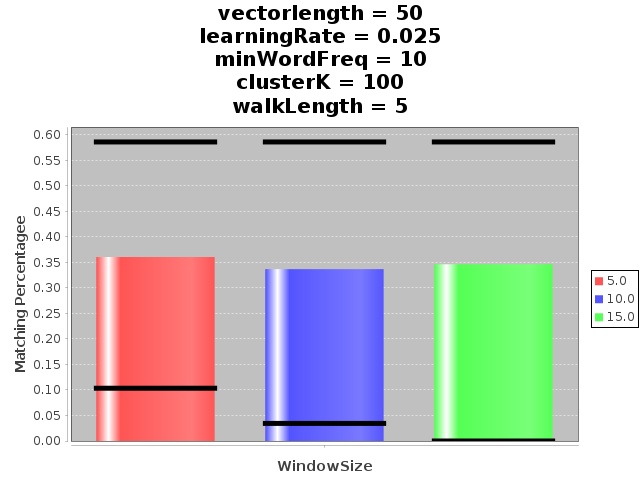 vectorlength = 50
learningRate = 0.025
minWordFreq = 10
clusterK = 100
walkLength = 5
0.60
0.55
0.50
0.45
0.40
0.35
0.30
0.25
0.20
0.15
0.10
0.05
0.00
Matching Percentagee
WindowSize
5.0
10.0
15.0